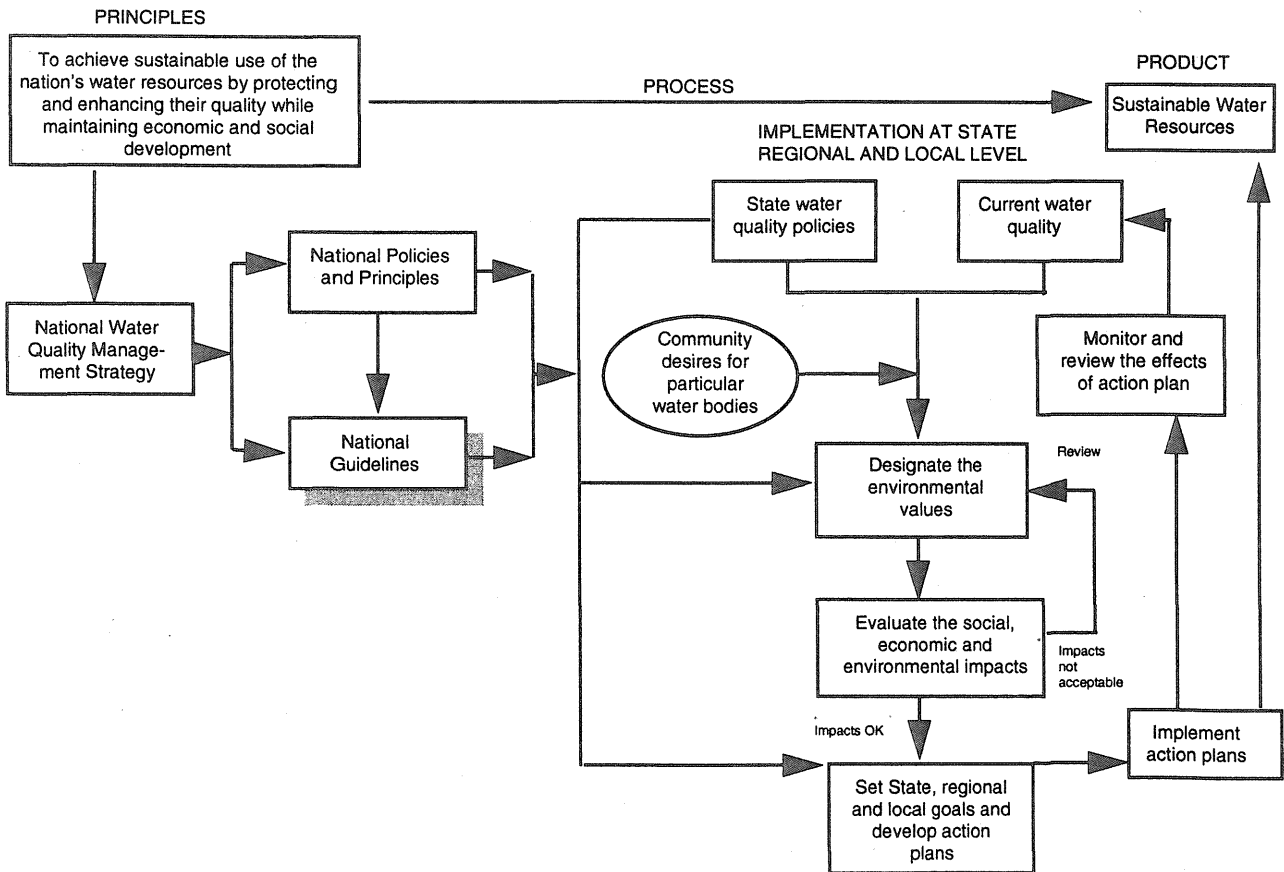 PRINCIPLES
To achieve sustainable use of the
nation's water resources by protecting
and enhancing their quality while
maintaining economic and social
development
PROCESS
PRODUCT
Sustainable Water
Resources
IMPLEMENTATION AT STATE
REGIONAL AND LOCAL LEVEL
State water
quality policies
Current water
quality
National Policies
and Principles
National Water
Quality Manage-
ment Strategy
National
Guidelines
Community
desires for
particular
water bodies
Monitor and
review the effects
of action plan
Designate the
environmental
values
Review
Evaluate the social,
economic and
environmental impacts
Impacts
not
acceptable
Impacts OK
Implement
action plans
Set State, regional
and local goals and
develop action
plans